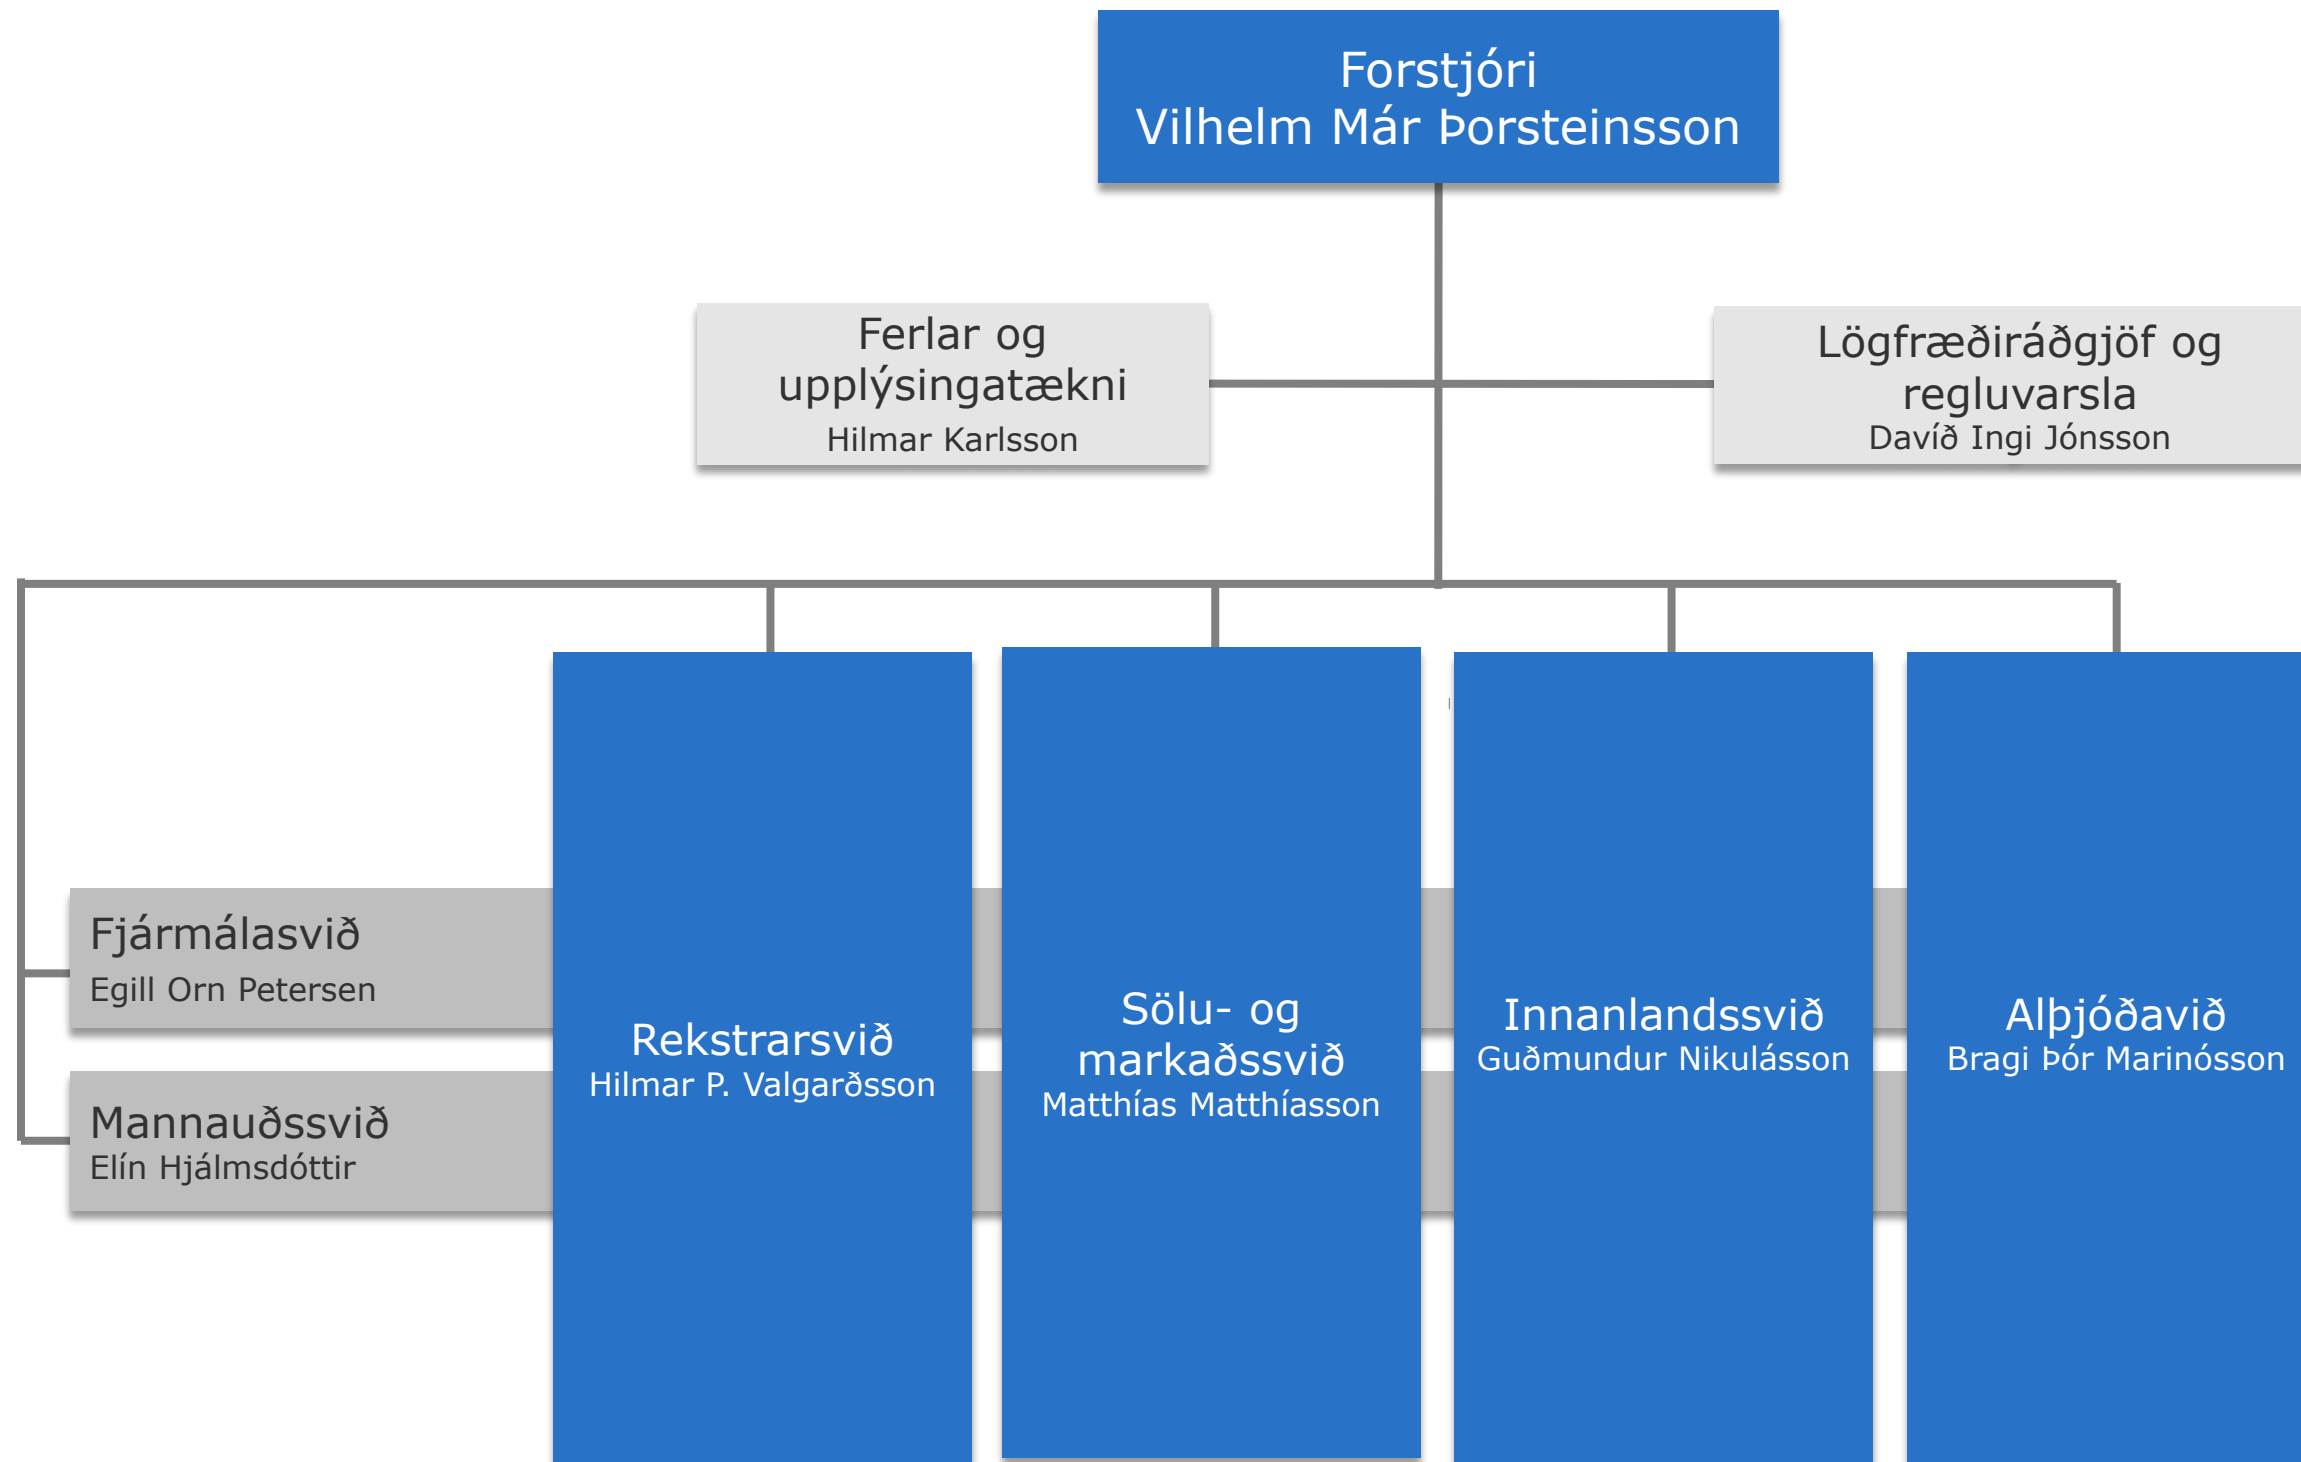 Forstjóri
Vilhelm Már Þorsteinsson
Ferlar og
upplýsingatækni
Hilmar Karlsson
Lögfræðiráðgjöf og
regluvarsla
Davíð Ingi Jónsson
Fjármálasvið
Egill Orn Petersen
Mannauðssvið
Elín Hjálmsdóttir
Rekstrarsvið
Hilmar P. Valgarðsson
Sölu- og
markaðssvið
Matthías Matthíasson
Innanlandssvið
Guðmundur Nikulásson
Alþjóðavið
Bragi Þór Marinósson